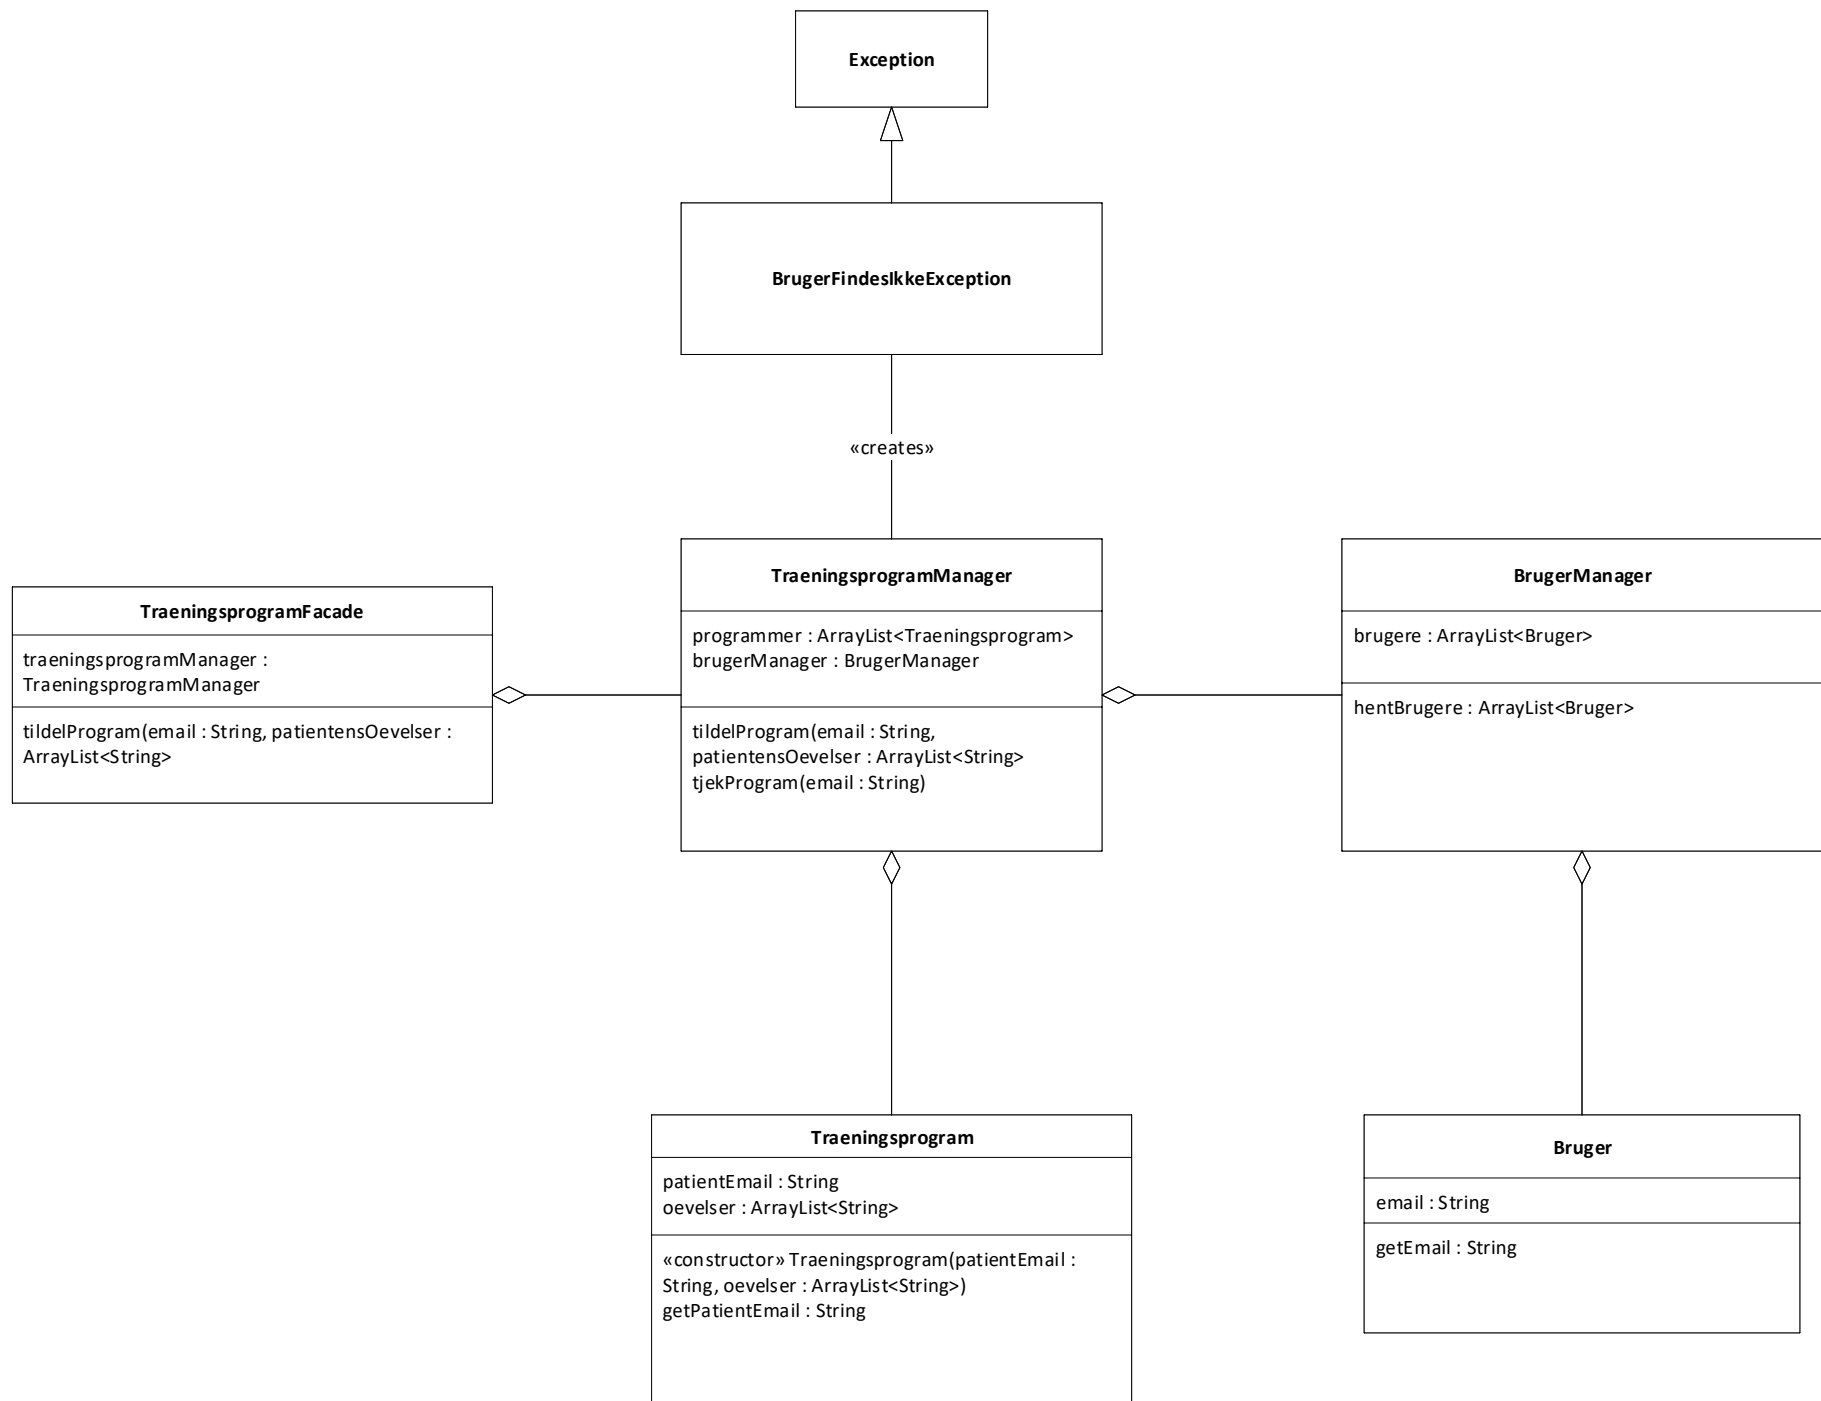 Exception
BrugerFindesIkkeException
«creates»
TraeningsprogramFacade
traeningsprogramManager :
TraeningsprogramManager
tildelProgram(email : String, patientensOevelser :
ArrayList<String>
TraeningsprogramManager
programmer : ArrayList<Traeningsprogram>
brugerManager : BrugerManager
tildelProgram(email : String,
patientensOevelser : ArrayList<String>
tjekProgram(email : String)
BrugerManager
brugere : ArrayList<Bruger>
hentBrugere : ArrayList<Bruger>
Traeningsprogram
patientEmail : String
oevelser : ArrayList<String>
«constructor» Traeningsprogram(patientEmail :
String, oevelser : ArrayList<String>)
getPatientEmail : String
Bruger
email : String
getEmail : String